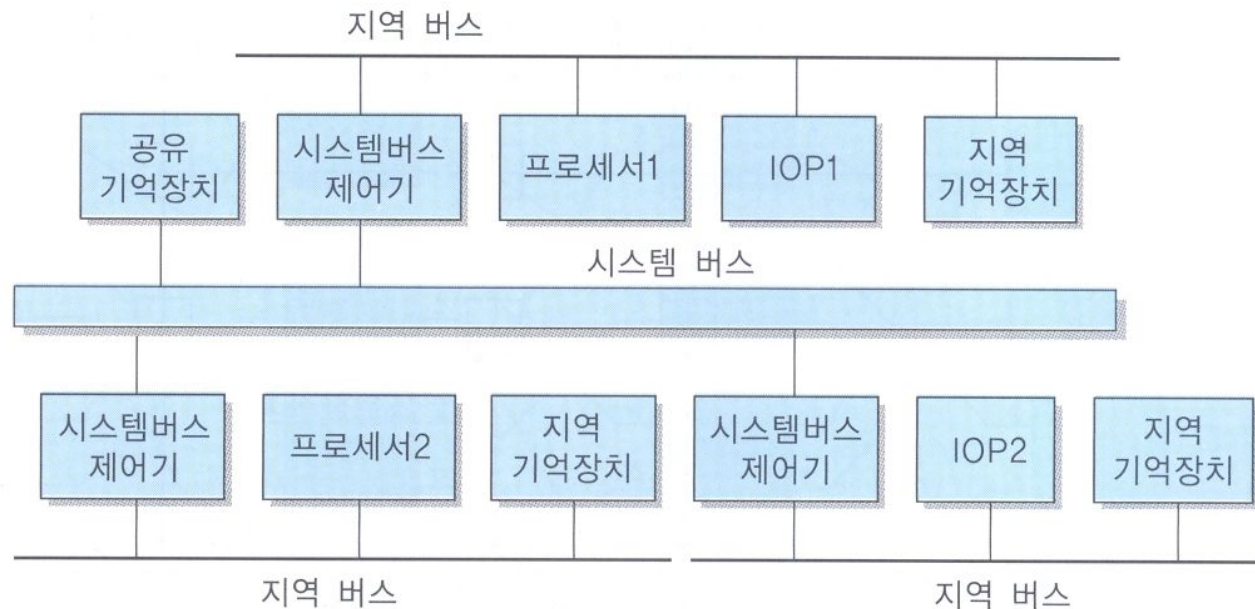 지역 버스
공유
기억장치
시스템버스
제어기
프로세서1
IOP1
지역
기억장치
시스템 버스
시스템버스
제어기
프로세서2
지역
기억장치
시스템버스
제어기
IOP2
지역
기억장치
지역 버스
지역 버스